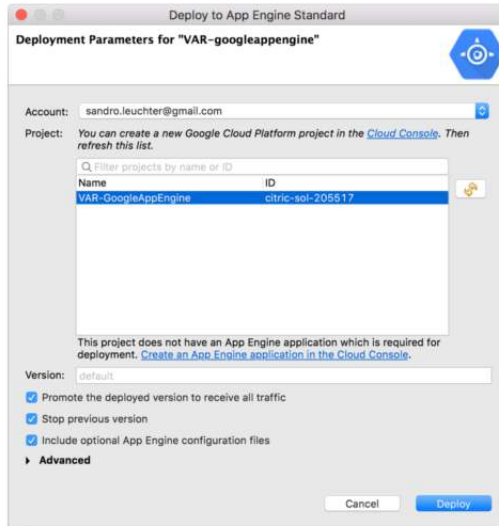 Deploy to App Engine Standard
Deployment Parameters for "VAR-googleappengine"
Account: sandro.leuchter@gmail.com
Project: You can create a new Google Cloud Platform project in the Cloud Console. Then
refresh this list.
Filter projects by name or ID
Name ID
VAR-GoogleAppEngine citric-sol-205517
This project does not have an App Engine application which is required for
deployment. Create an App Engine application in the Cloud Console.
Version: default
Promote the deployed version to receive all traffic
Stop previous version
Include optional App Engine configuration files
Advanced
Cancel Deploy